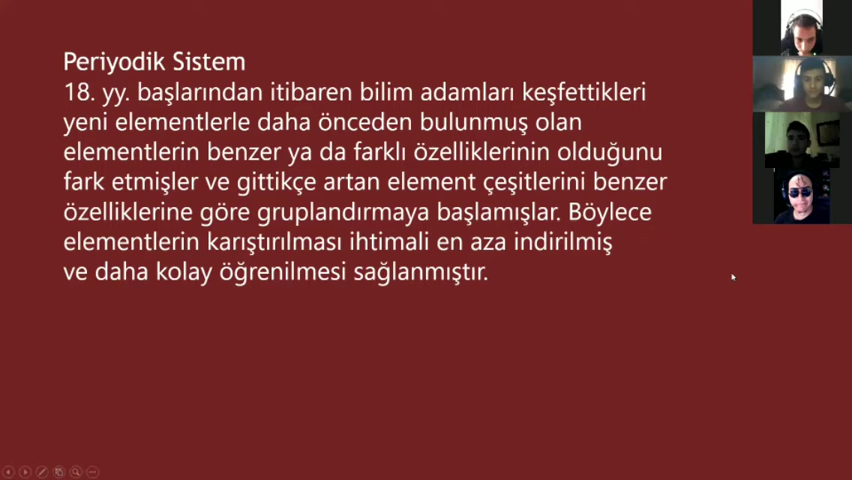 Periyodik Sistem
18. yy. başlarından itibaren bilim adamları keşfettikleri
yeni elementlerle daha önceden bulunmuş olan
elementlerin benzer ya da farklı özelliklerinin olduğunu
fark etmişler ve gittikçe artan element çeşitlerini benzer
özelliklerine göre gruplandırmaya başlamışlar. Böylece
elementlerin karıştırılması ihtimali en aza indirilmiş
ve daha kolay öğrenilmesi sağlanmıştır.